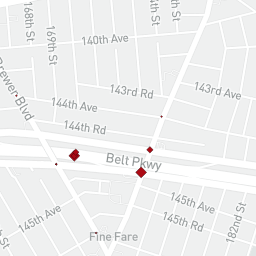 168th St
169th St
140th Ave
143rd Rd
143rd Ave
Brewer Blvd
144th Ave
144th Rd
Belt Pkwy
145th Ave
145th Ave
145th Rd
182nd St
Fine Fare